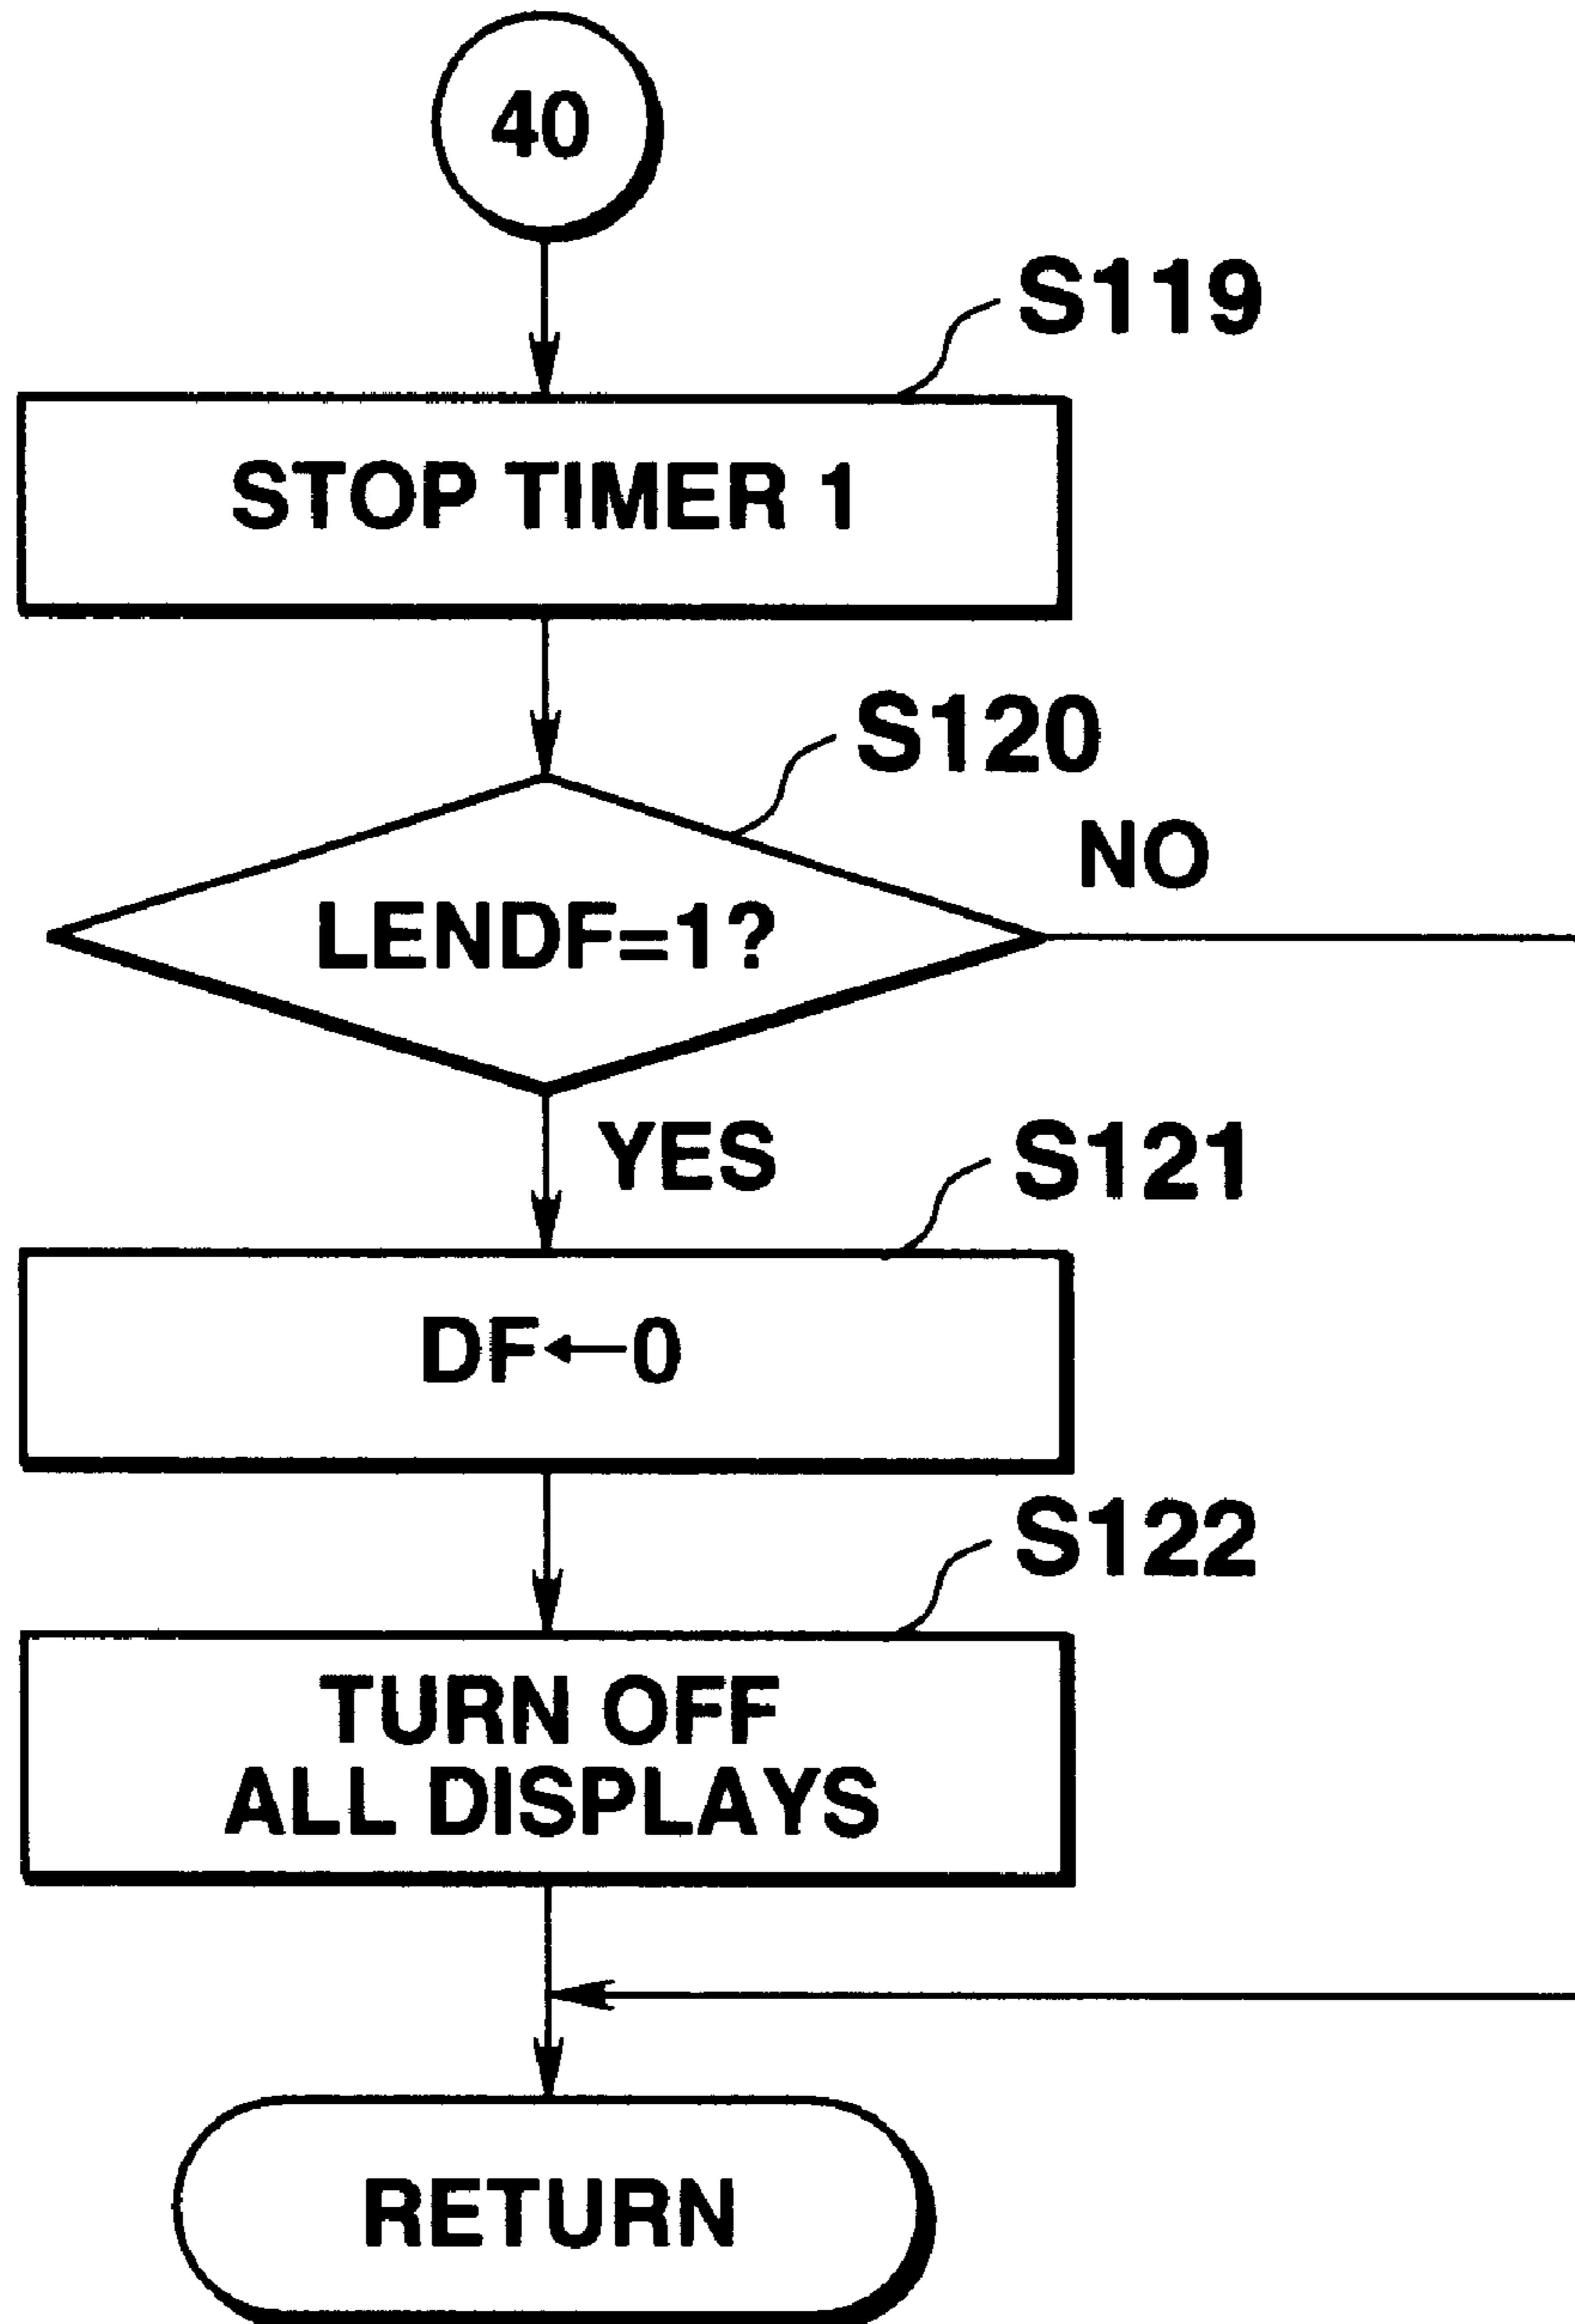 40
S119
STOP TIMER 1
S120
NO
LENDF=1?
YES
S121
DF←0
S122
TURN OFF
ALL DISPLAYS
RETURN